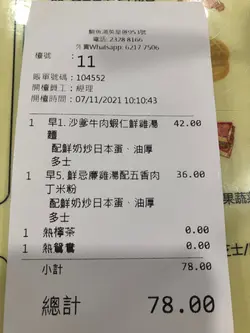 電話: 2328 8166
外賣Whatsapp: 6217 7506
檯號 : 11
賬單號碼 : 104552
開檯員工 : 經理
開檯時間 : 07/11/2021 10:10:43
1 早1. 沙爹牛肉蝦仁鮮雞湯 42.00
麵
配鮮奶炒日本蛋、油厚
多士
1 早5. 鮮忌廉雞湯配五香肉 36.00
丁米粉
配鮮奶炒日本蛋、油厚
多士
1 熱檸茶 0.00
1 熱鴛鴦 0.00
小計 78.00
總計 78.00